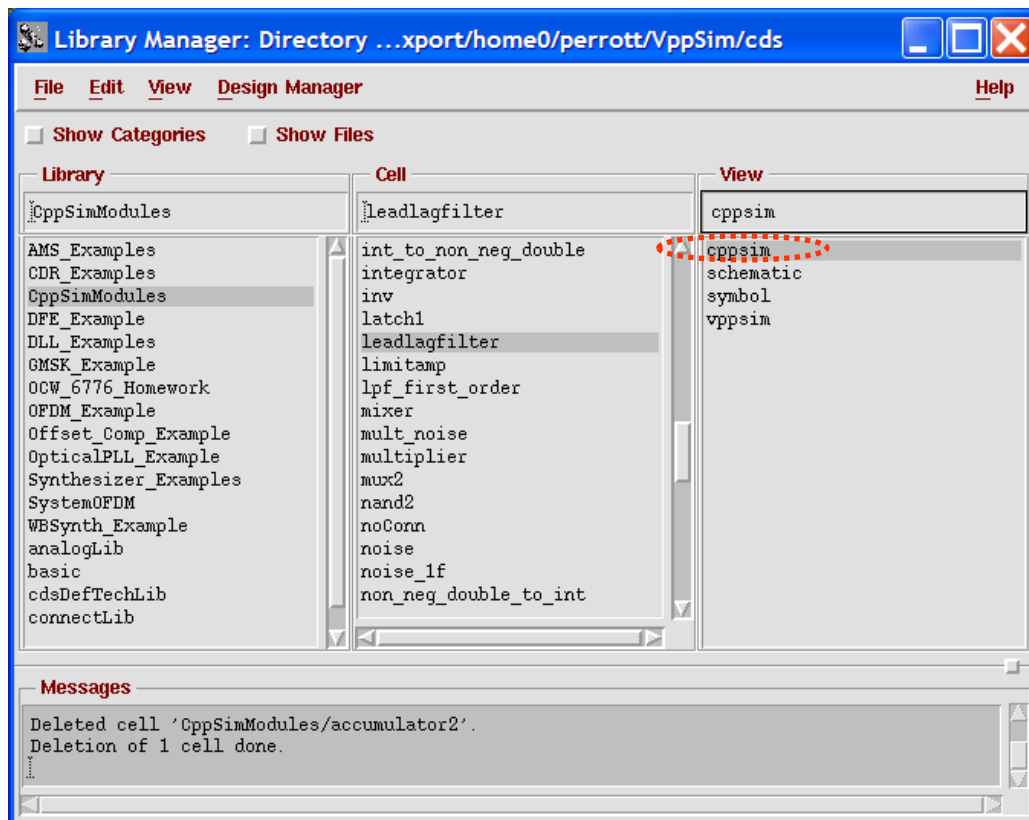 Library Manager: Directory ...xport/home0/perrott/VppSim/cds
File Edit View Design Manager Help
Show Categories Show Files
Library
CppSimModules
AMS_Examples
CDR_Examples
CppSimModules
DFE_Example
DLL_Examples
GMSK_Example
OCW_6776_Homework
OFDM_Example
Offset_Comp_Example
OpticalPLL_Example
Synthesizer_Examples
SystemOFDM
WBSynth_Example
analogLib
basic
cdsDefTechLib
connectLib
Cell
leadlagfilter
int_to_non_neg_double
integrator
inv
latch1
leadlagfilter
limitamp
lpf_first_order
mixer
mult_noise
multiplier
mux2
nand2
noConn
noise
noise_1f
non_neg_double_to_int
View
cppsim
cppsim
schematic
symbol
vppsim
Messages
Deleted cell 'CppSimModules/accumulator2'.
Deletion of 1 cell done.